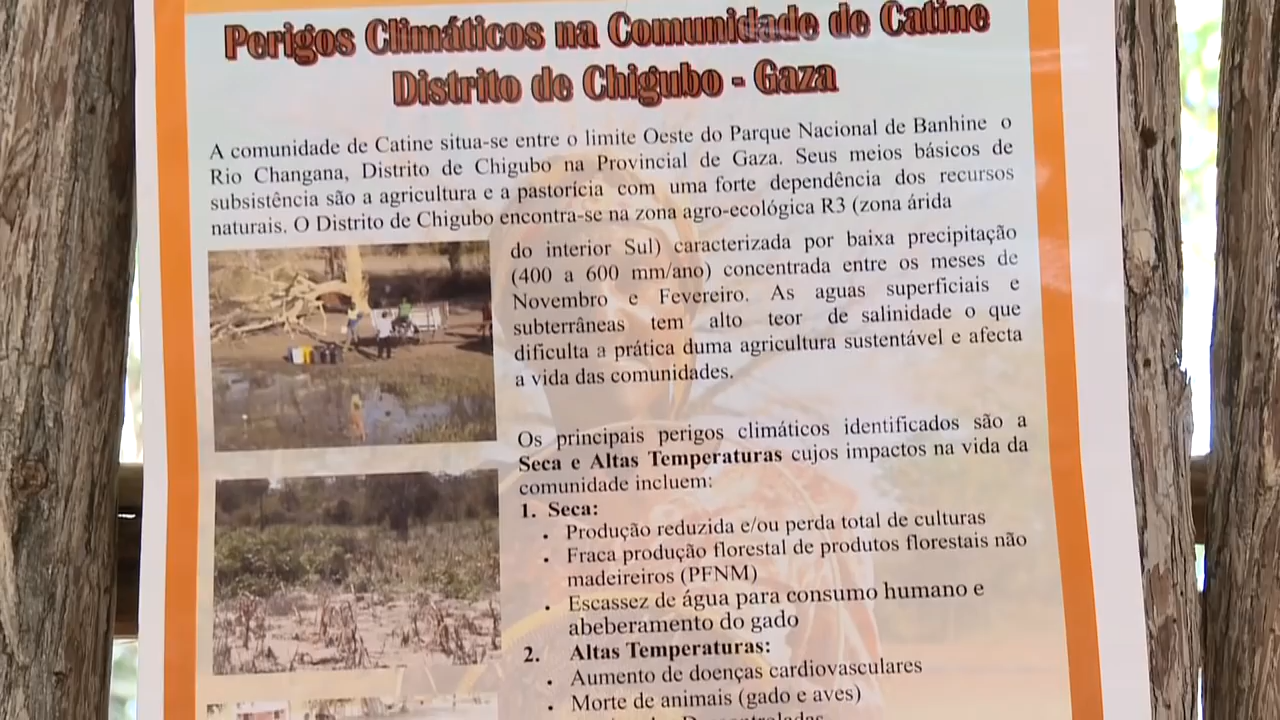 Perigos Climáticos na Comunidade de Catine
Distrito de Chigubo - Gaza
A comunidade de Catine situa-se entre o limite Oeste do Parque Nacional de Banhine o
Rio Changana, Distrito de Chigubo na Provincial de Gaza. Seus meios básicos de
subsistência são a agricultura e a pastorícia com uma forte dependência dos recursos
naturais. O Distrito de Chigubo encontra-se na zona agro-ecológica R3 (zona árida
do interior Sul) caracterizada por baixa precipitação
(400 a 600 mm/ano) concentrada entre os meses de
Novembro e Fevereiro. As aguas superficiais e
subterrâneas tem alto teor de salinidade o que
dificulta a prática duma agricultura sustentável e afecta
a vida das comunidades.
Os principais perigos climáticos identificados são a
Seca e Altas Temperaturas cujos impactos na vida da
comunidade incluem:
1. Seca:
• Produção reduzida e/ou perda total de culturas
• Fraca produção florestal de produtos florestais não
madeireiros (PFNM)
• Escassez de água para consumo humano e
abeberamento do gado
2. Altas Temperaturas:
• Aumento de doenças cardiovasculares
• Morte de animais (gado e aves)